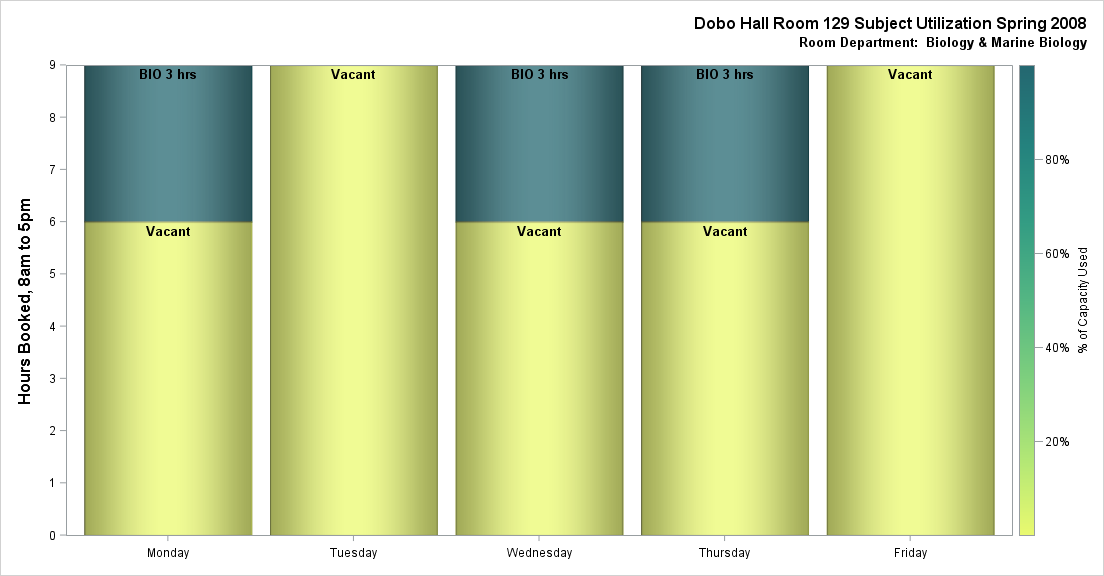 Dobo Hall Room 129 Subject Utilization Spring 2008
Room Department:  Biology & Marine Biology
Hours Booked, 8am to 5pm
9
8
7
6
5
4
3
2
1
0
BIO 3 hrs
Vacant
Vacant
BIO 3 hrs
Vacant
BIO 3 hrs
Vacant
Vacant
Monday
Tuesday
Wednesday
Thursday
Friday
80%
60%
40%
20%
% of Capacity Used